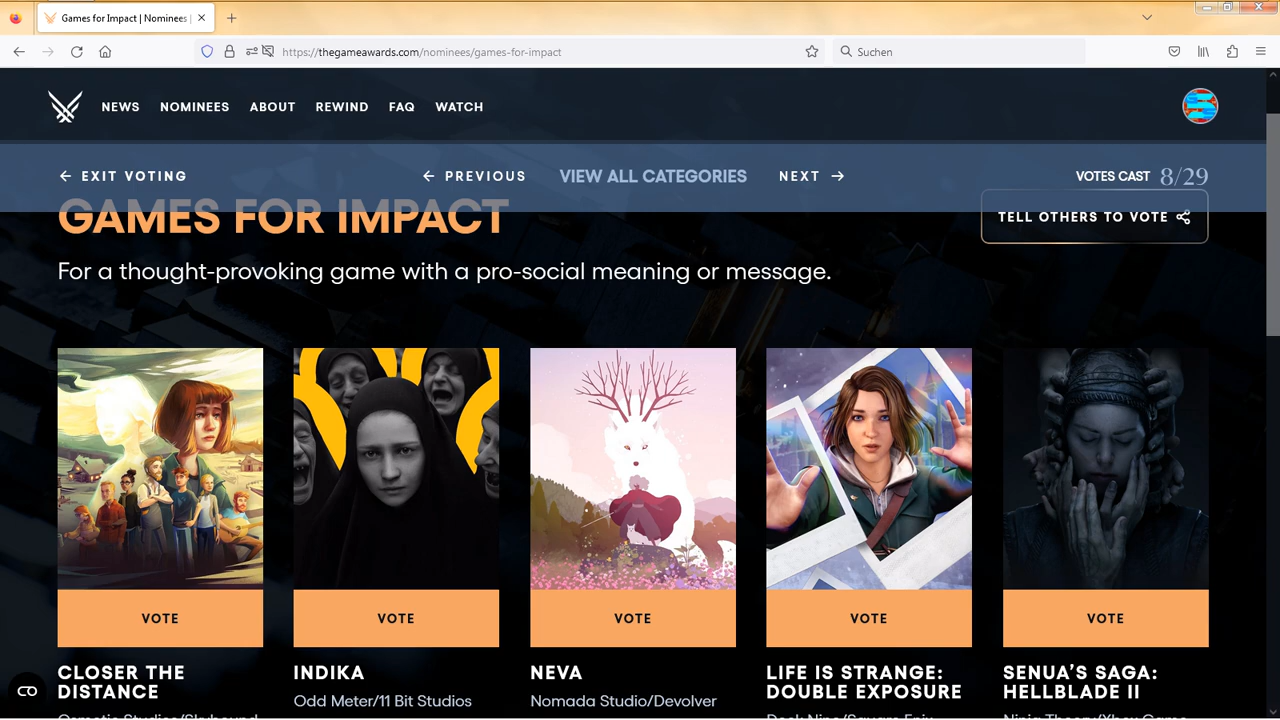 Games for Impact | Nominees |
https://thegameawards.com/nominees/games-for-impact
Suchen
NEWS NOMINEES ABOUT REWIND FAQ WATCH
← EXIT VOTING ← PREVIOUS VIEW ALL CATEGORIES NEXT → VOTES CAST 8/29
GAMES FOR IMPACT
TELL OTHERS TO VOTE
For a thought-provoking game with a pro-social meaning or message.
VOTE VOTE VOTE VOTE VOTE
CLOSER THE
DISTANCE
INDIKA
Odd Meter/11 Bit Studios
NEVA
Nomada Studio/Devolver
LIFE IS STRANGE:
DOUBLE EXPOSURE
SENUA’S SAGA:
HELLBLADE II